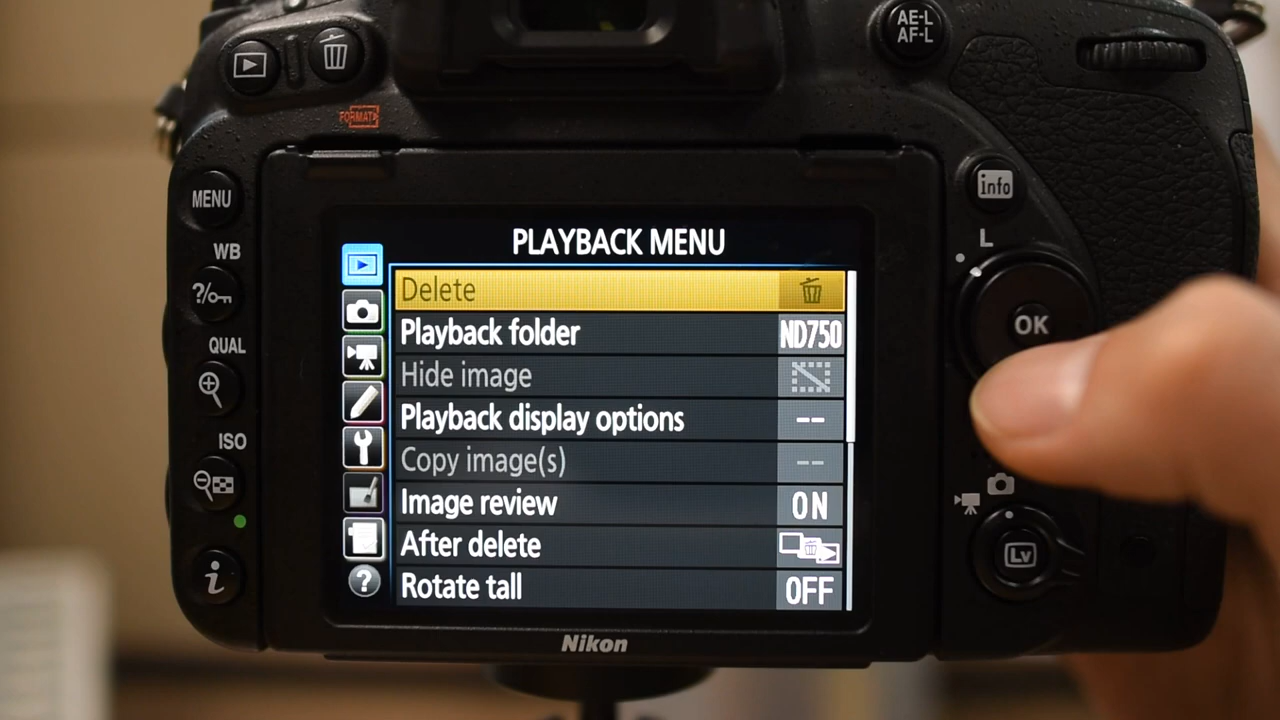 AE-L
AF-L
FORMAT
MENU
info
WB
L
?
OK
QUAL
ISO
i
Lv
PLAYBACK MENU
Delete
Playback folder ND750
Hide image
Playback display options --
Copy image(s) --
Image review ON
After delete
Rotate tall OFF
?
Nikon